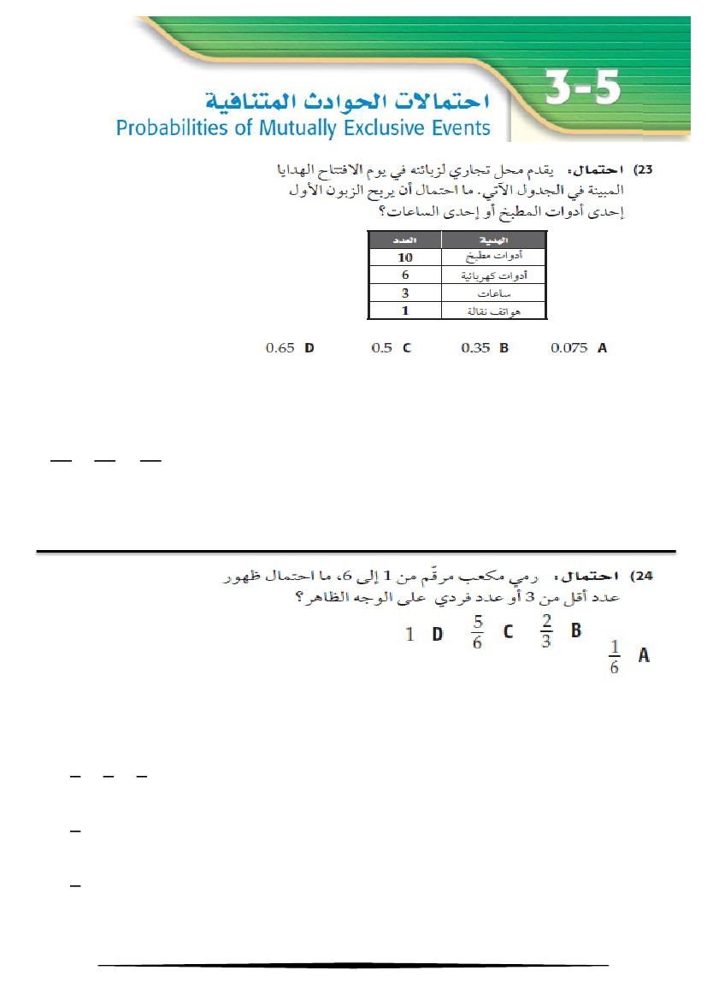 3-5
احتمالات الحوادث المتنافية
Probabilities of Mutually Exclusive Events
23) احتمال: يقدم محل تجاري لزبائنه في يوم الافتتاح الهدايا
المبينة في الجدول الآتي. ما احتمال أن يربح الزبون الأول
إحدى أدوات المطبخ أو إحدى الساعات؟
الهدية العدد
أدوات مطبخ 10
أدوات كهربائية 6
ساعات 3
هواتف نقالة 1
A 0.075 B 0.35 C 0.5 D 0.65
24) احتمال: رمي مكعب مرقّم من 1 إلى 6، ما احتمال ظهور
عدد أقل من 3 أو عدد فردي على الوجه الظاهر؟
A 1/6 B 2/3 C 5/6 D 1